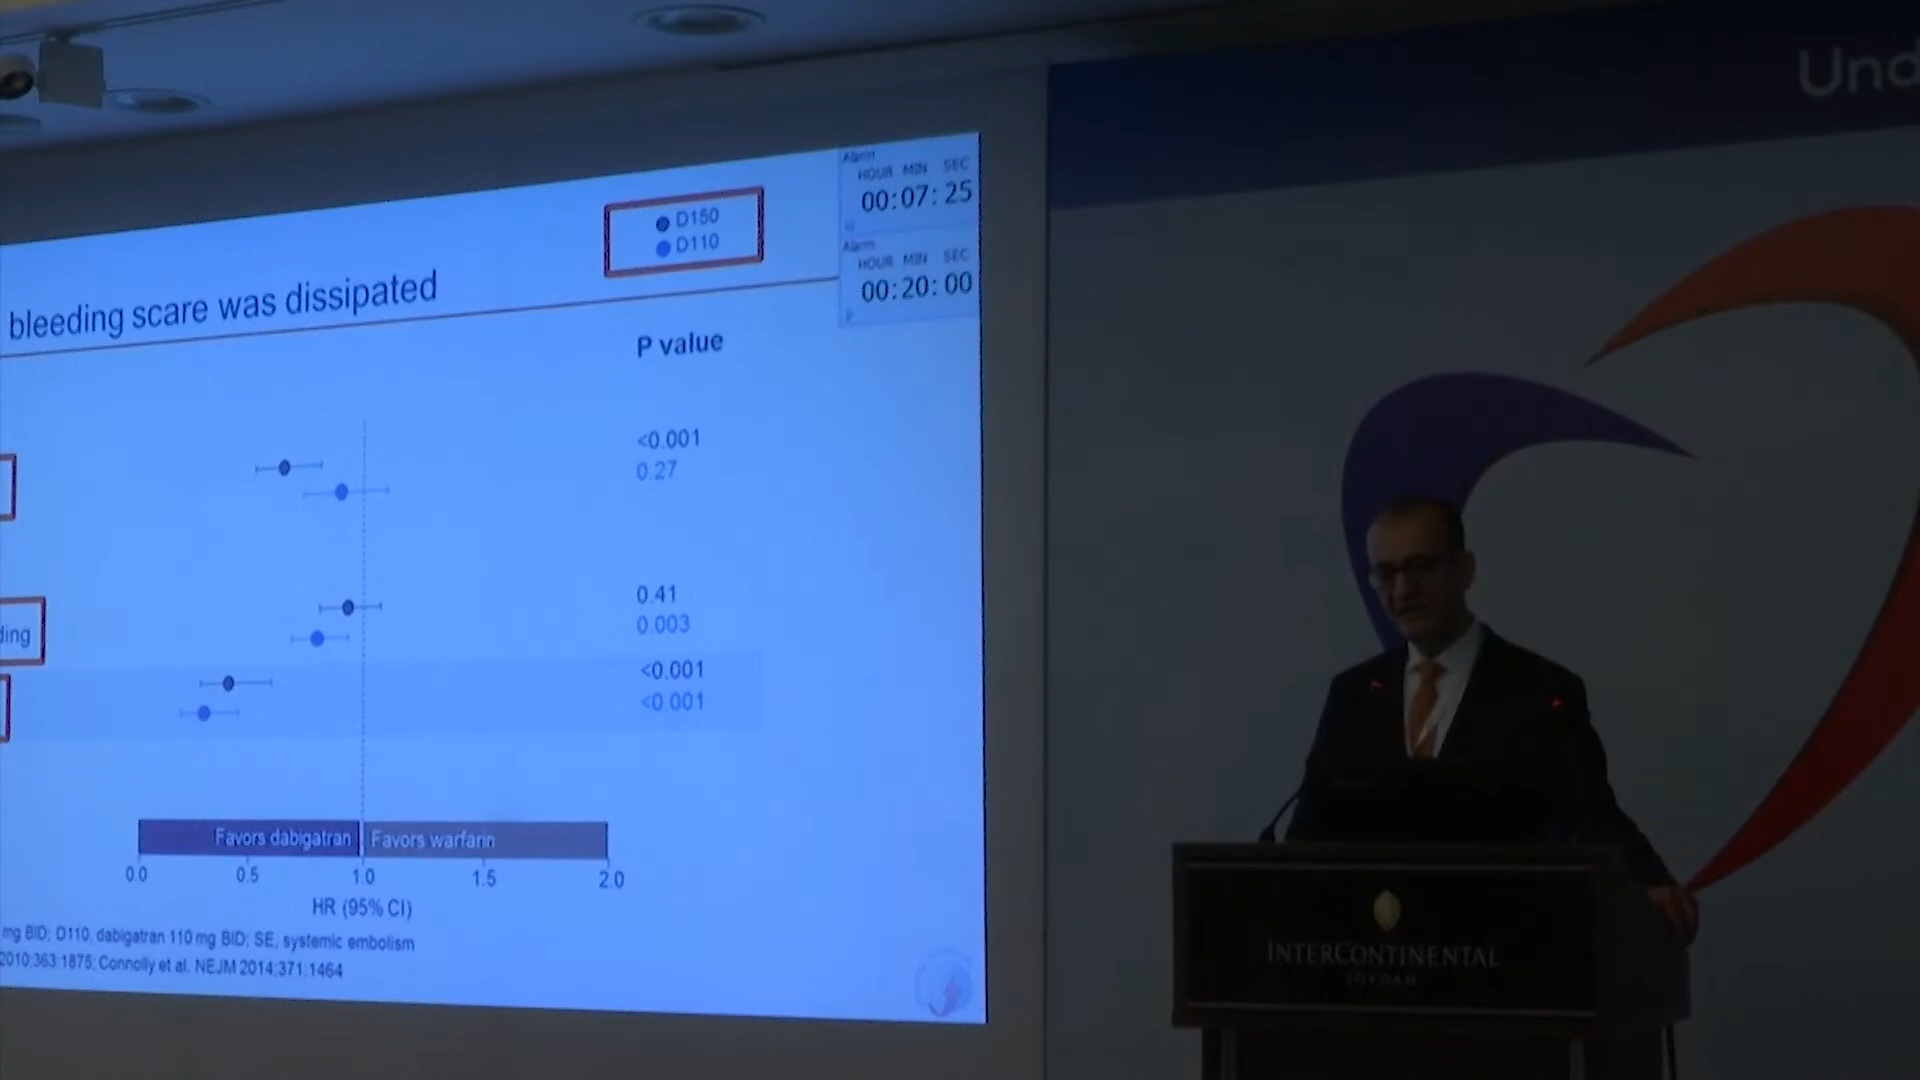 Und
Alarm
HOUR MIN SEC
00:07:25
Alarm
HOUR MIN SEC
00:20:00
D150
D110
bleeding scare was dissipated
P value
<0.001
0.27
0.41
0.003
ding
<0.001
<0.001
Favors dabigatran
Favors warfarin
0.0 0.5 1.0 1.5 2.0
HR (95% CI)
mg BID; D110, dabigatran 110 mg BID; SE, systemic embolism
2010;363:1875; Connolly et al. NEJM 2014;371:1464
INTERCONTINENTAL
JORDAN